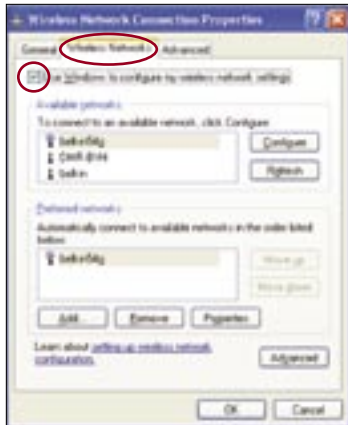 Wireless Network Connection Properties
General Wireless Networks Advanced
Use Windows to configure my wireless network settings
Available networks
To connect to an available network, click Configure
belkin54g
Configure
belkin
Refresh
Preferred networks
Automatically connect to available networks in the order listed
below:
belkin54g
Move up
Move down
Add... Remove Properties
Learn about setting up wireless network
configuration.
Advanced
OK Cancel